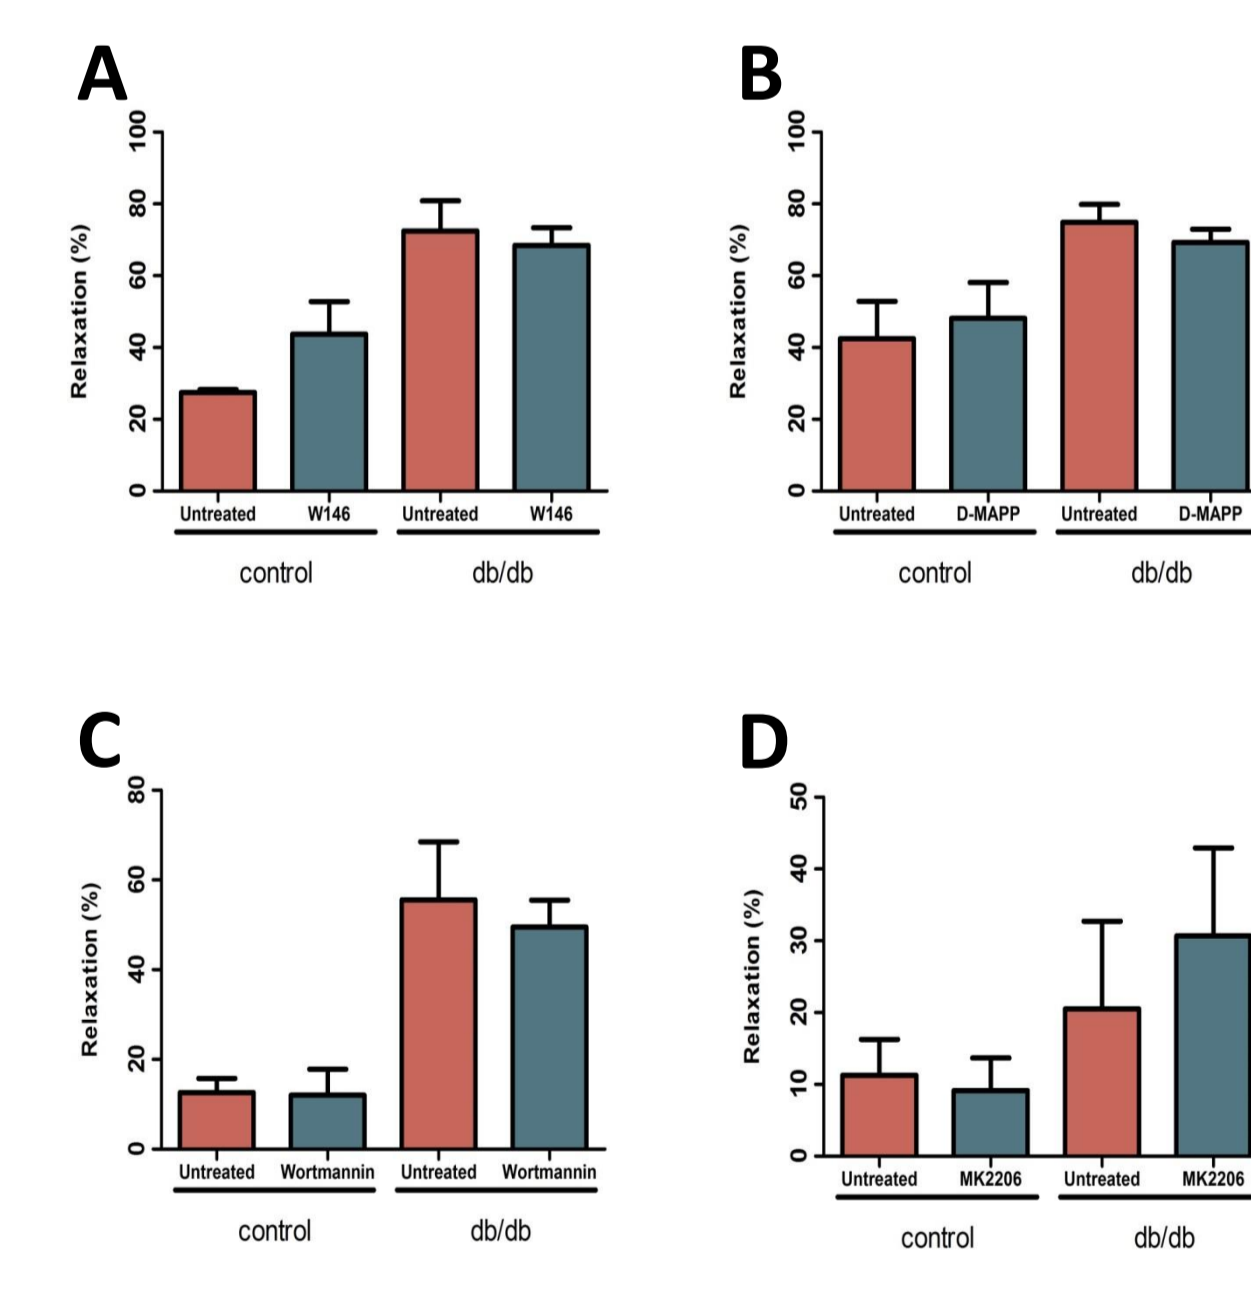 A
B
100
80
60
40
20
0
Relaxation (%)
Untreated W146 Untreated W146
control db/db
100
80
60
40
20
0
Relaxation (%)
Untreated D-MAPP Untreated D-MAPP
control db/db
C
D
80
60
40
20
0
Relaxation (%)
Untreated Wortmannin Untreated Wortmannin
control db/db
50
40
30
20
10
0
Relaxation (%)
Untreated MK2206 Untreated MK2206
control db/db